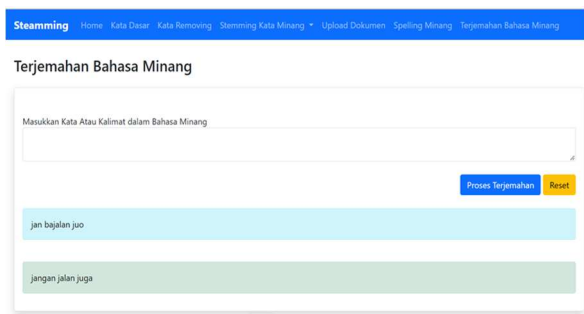 Steamming Home Kata Dasar Kata Removing Stemming Kata Minang Upload Dokumen Spelling Minang Terjemahan Bahasa Minang
Terjemahan Bahasa Minang
Masukkan Kata Atau Kalimat dalam Bahasa Minang
Proses Terjemahan Reset
jan bajalan juo
jangan jalan juga